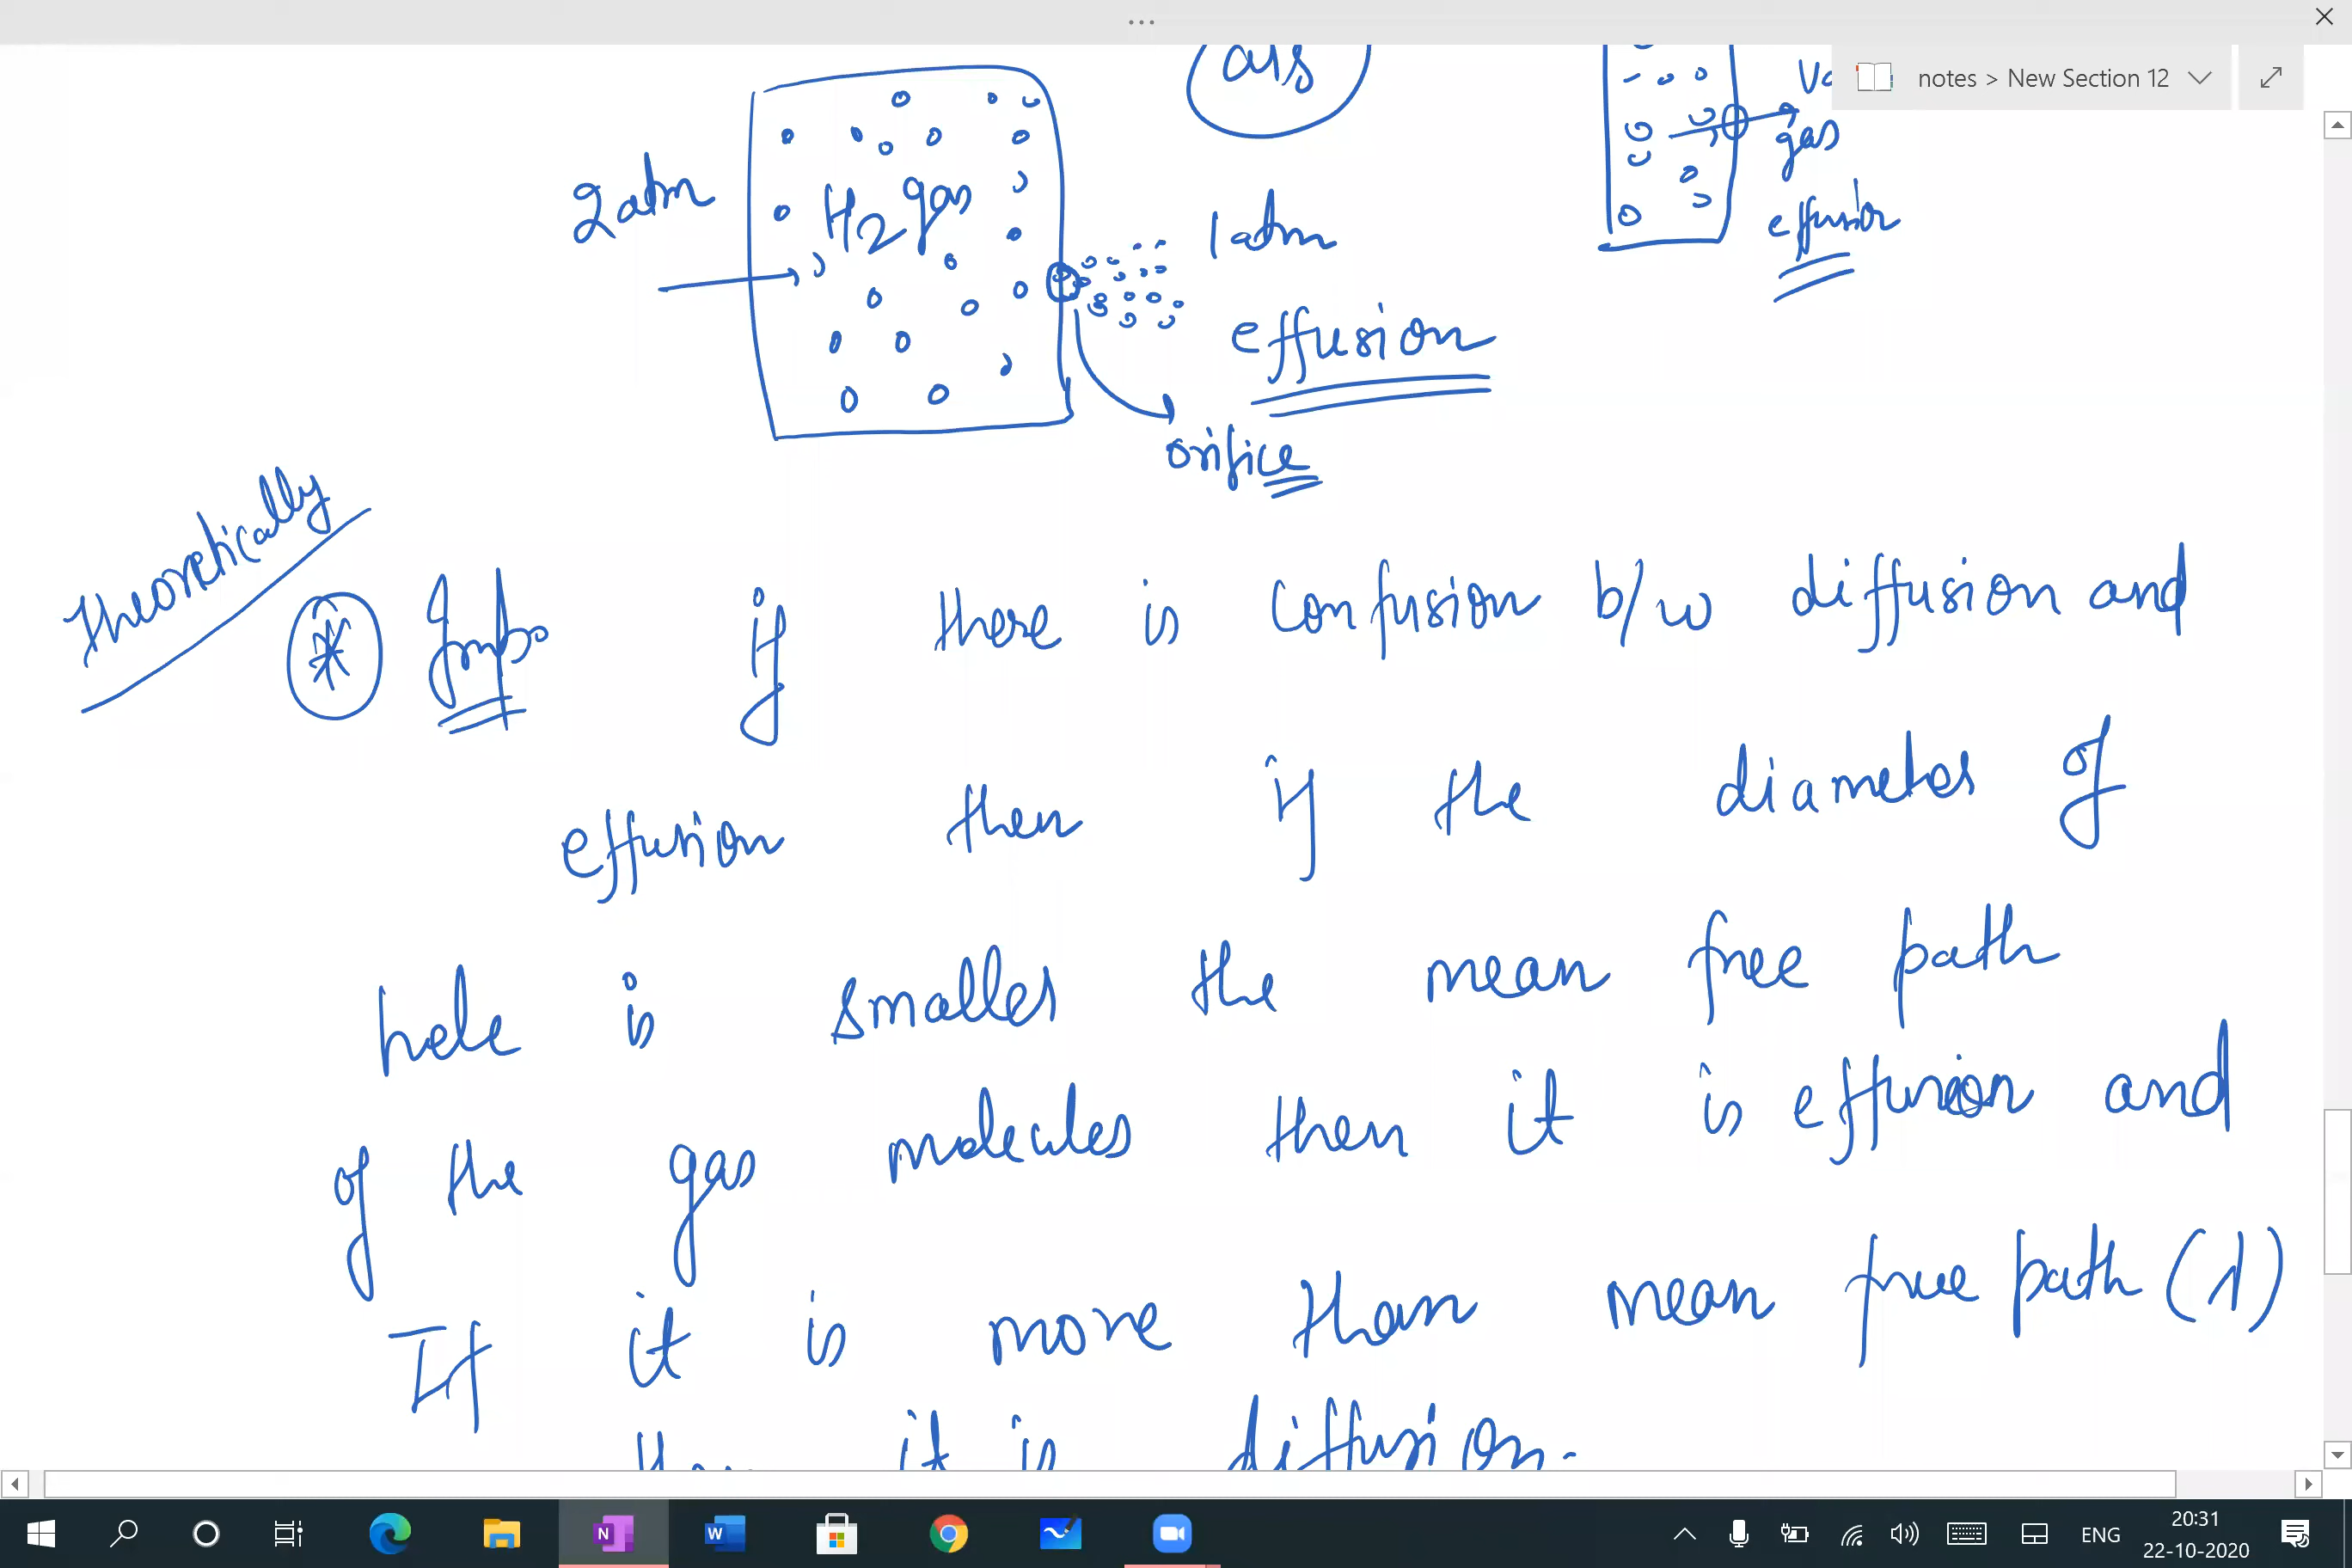 notes > New Section 12
air
gas
effusion
2atm
H2 gas
1atm
effusion
orifice
Theoretically
* Imp. if there is confusion b/w diffusion and
effusion then if the diameter of
hole is smaller the mean free path
of the gas molecules then it is effusion and
If it is more than mean free path (λ)
then it is diffusion.
ENG
20:31
22-10-2020